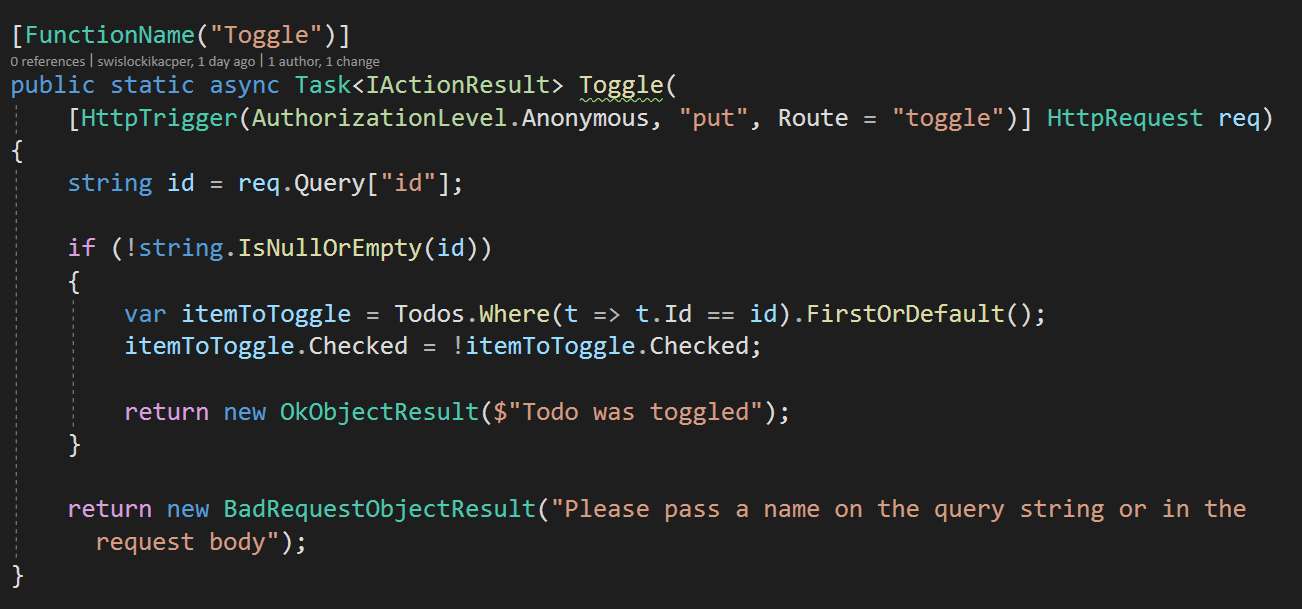 [FunctionName("Toggle")]
0 references | swislockikacper, 1 day ago | 1 author, 1 change
public static async Task<IActionResult> Toggle(
[HttpTrigger(AuthorizationLevel.Anonymous, "put", Route = "toggle")] HttpRequest req)
{
string id = req.Query["id"];
if (!string.IsNullOrEmpty(id))
{
var itemToToggle = Todos.Where(t => t.Id == id).FirstOrDefault();
itemToToggle.Checked = !itemToToggle.Checked;
return new OkObjectResult($"Todo was toggled");
}
return new BadRequestObjectResult("Please pass a name on the query string or in the
request body");
}